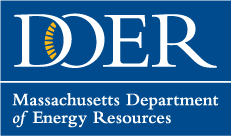 DOER
Massachusetts Department
of Energy Resources